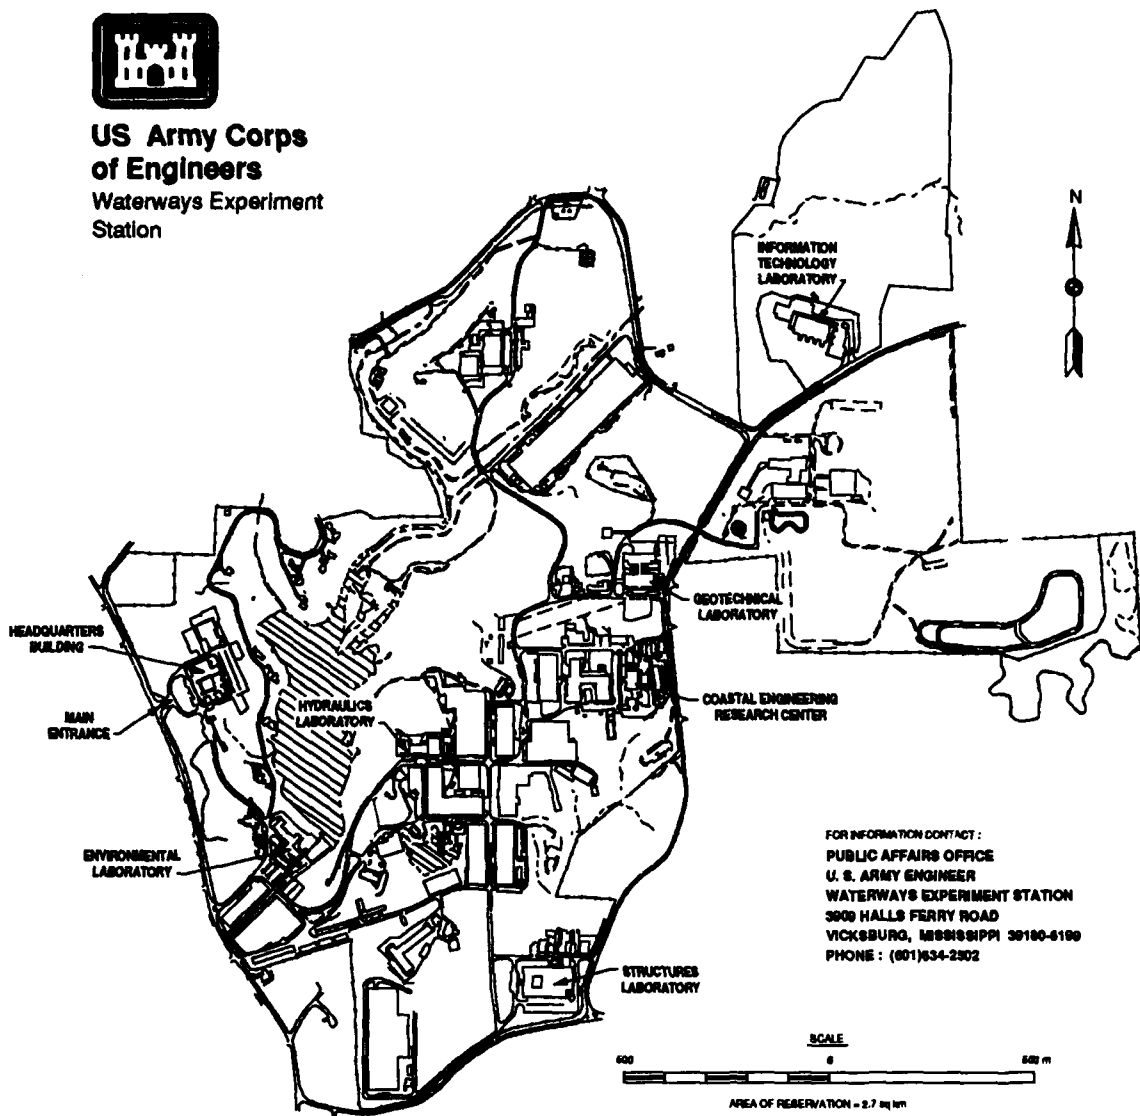 US Army Corps
of Engineers
Waterways Experiment
Station
N
INFORMATION
TECHNOLOGY
LABORATORY
GEOTECHNICAL
LABORATORY
HEADQUARTERS
BUILDING
MAIN
ENTRANCE
HYDRAULICS
LABORATORY
COASTAL ENGINEERING
RESEARCH CENTER
ENVIRONMENTAL
LABORATORY
STRUCTURES
LABORATORY
FOR INFORMATION CONTACT :
PUBLIC AFFAIRS OFFICE
U. S. ARMY ENGINEER
WATERWAYS EXPERIMENT STATION
3909 HALLS FERRY ROAD
VICKSBURG, MISSISSIPPI 39180-6199
PHONE : (601)634-2502
SCALE
500 0 500 m
AREA OF RESERVATION = 2.7 sq km